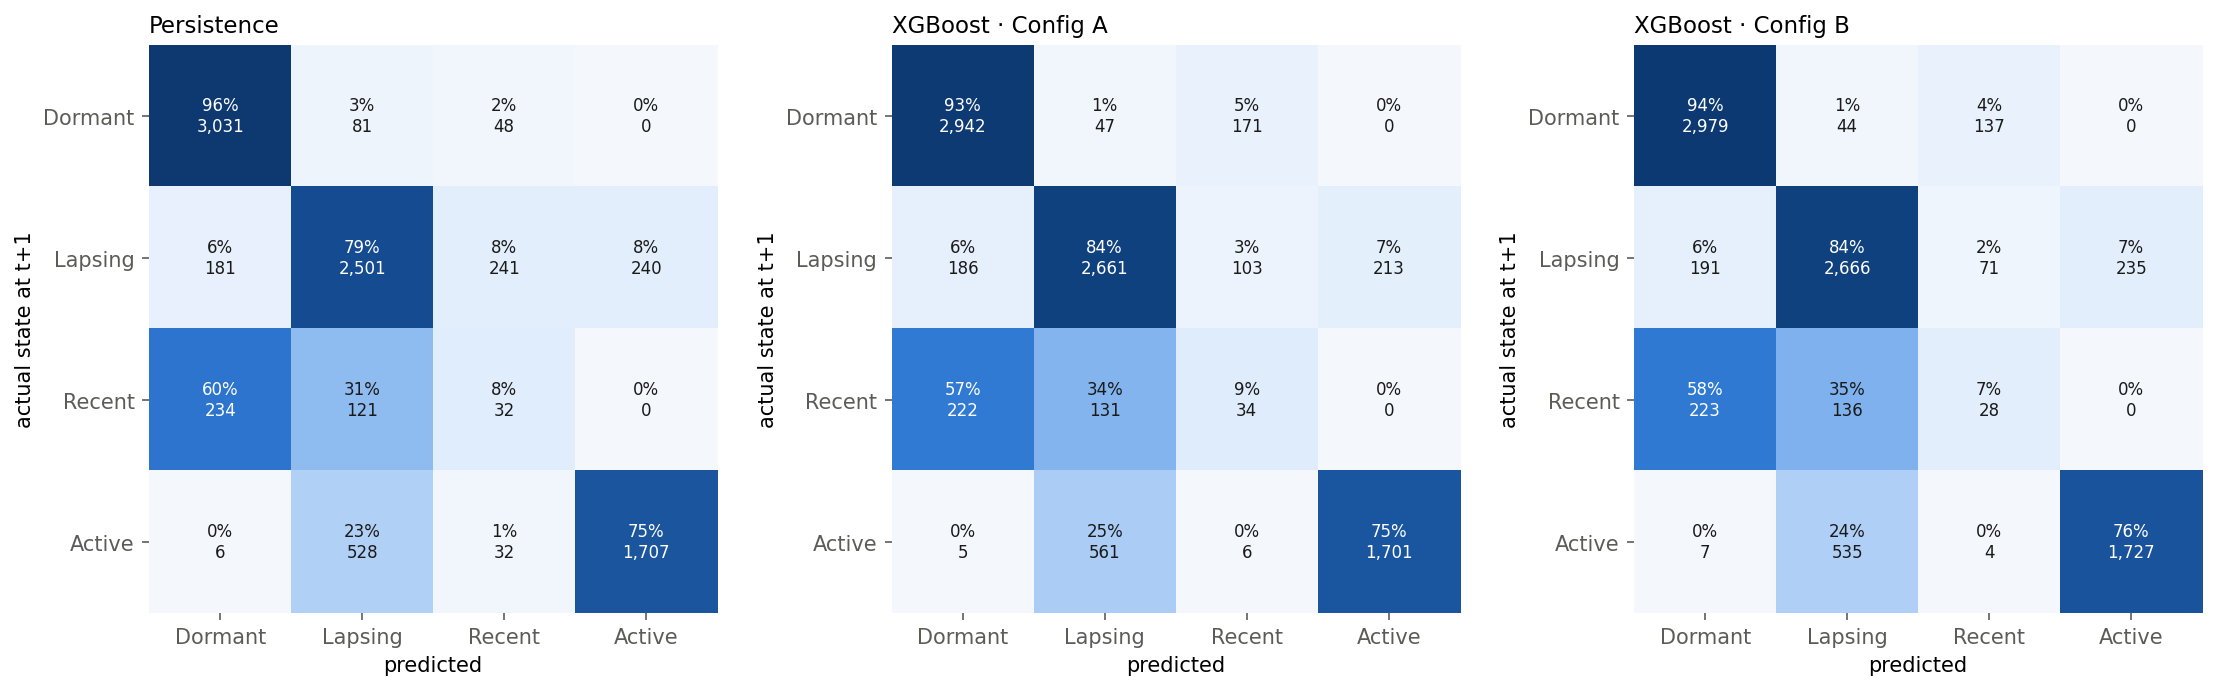 Persistence
actual state at t+1
Dormant
96% 3% 2% 0%
3,031 81 48 0
Lapsing
6% 79% 8% 8%
181 2,501 241 240
Recent
60% 31% 8% 0%
234 121 32 0
Active
0% 23% 1% 75%
6 528 32 1,707
Dormant Lapsing Recent Active
predicted
XGBoost · Config A
actual state at t+1
Dormant
93% 1% 5% 0%
2,942 47 171 0
Lapsing
6% 84% 3% 7%
186 2,661 103 213
Recent
57% 34% 9% 0%
222 131 34 0
Active
0% 25% 0% 75%
5 561 6 1,701
Dormant Lapsing Recent Active
predicted
XGBoost · Config B
actual state at t+1
Dormant
94% 1% 4% 0%
2,979 44 137 0
Lapsing
6% 84% 2% 7%
191 2,666 71 235
Recent
58% 35% 7% 0%
223 136 28 0
Active
0% 24% 0% 76%
7 535 4 1,727
Dormant Lapsing Recent Active
predicted